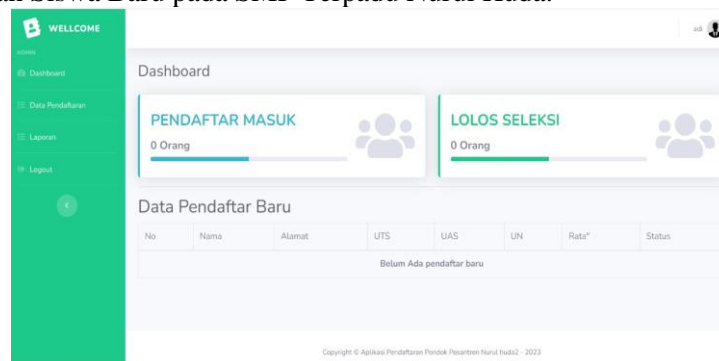 Siswa Baru pada SMP Terpadu Nurul Huda.
WELLCOME
adi
ADMIN
Dashboard
Dashboard
Data Pendaftaran
Laporan
Logout
PENDAFTAR MASUK
0 Orang
LOLOS SELEKSI
0 Orang
Data Pendaftar Baru
No Nama Alamat UTS UAS UN Rata" Status
Belum Ada pendaftar baru
Copyright © Aplikasi Pendaftaran Pondok Pesantren Nurul huda2 - 2023